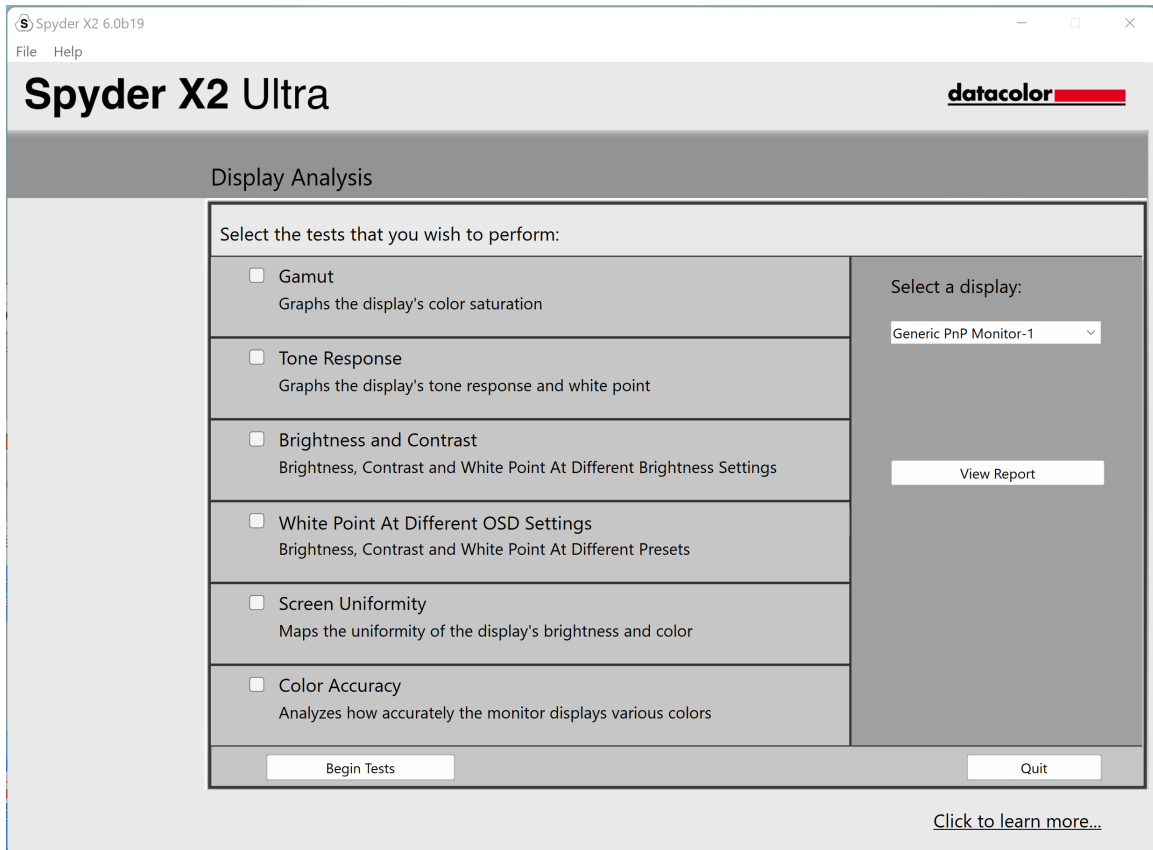 S Spyder X2 6.0b19
File Help
Spyder X2 Ultra
datacolor
Display Analysis
Select the tests that you wish to perform:
Gamut
Graphs the display's color saturation
Tone Response
Graphs the display's tone response and white point
Brightness and Contrast
Brightness, Contrast and White Point At Different Brightness Settings
White Point At Different OSD Settings
Brightness, Contrast and White Point At Different Presets
Screen Uniformity
Maps the uniformity of the display's brightness and color
Color Accuracy
Analyzes how accurately the monitor displays various colors
Select a display:
Generic PnP Monitor-1
View Report
Begin Tests
Quit
Click to learn more...